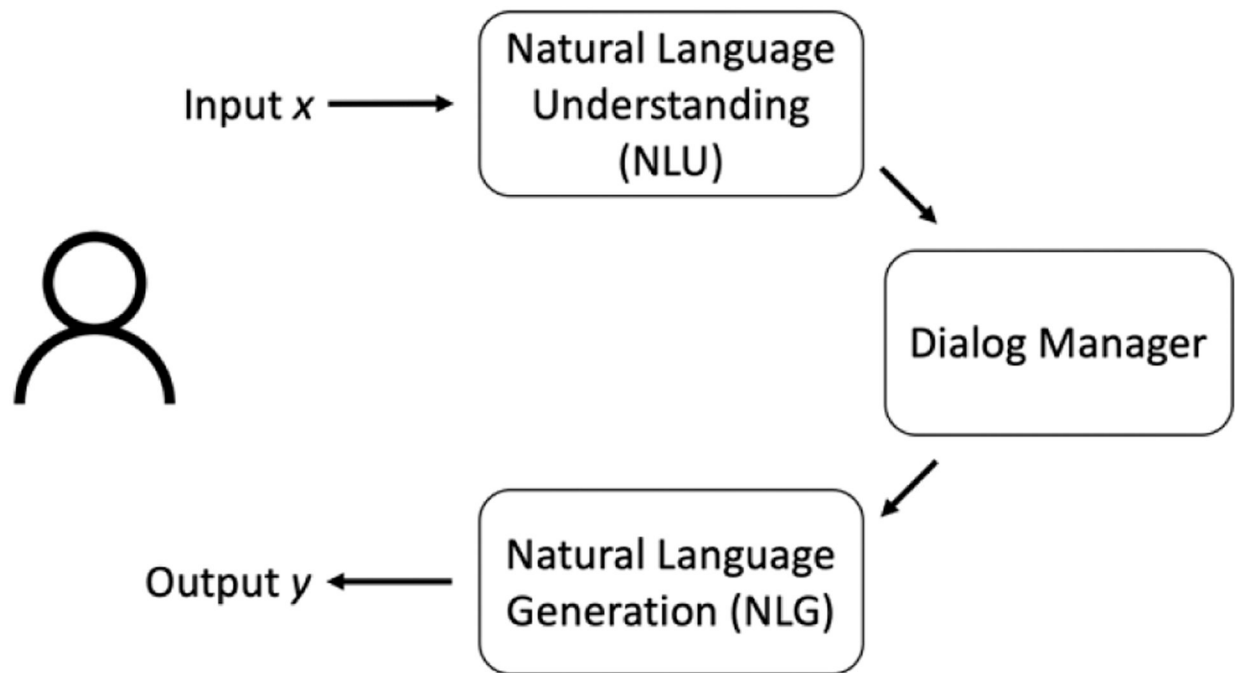 Natural Language
Understanding
(NLU)
Input x
Dialog Manager
Natural Language
Generation (NLG)
Output y